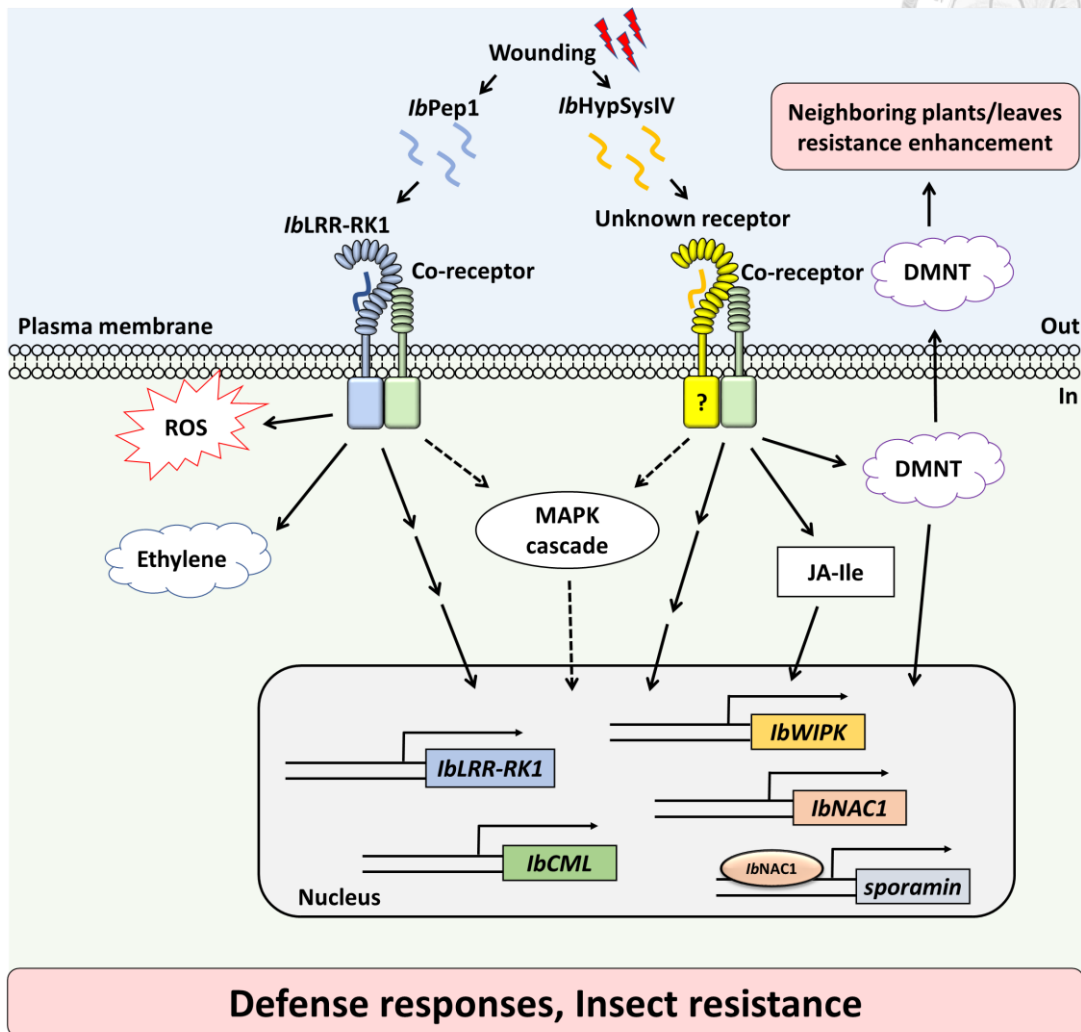 Wounding
IbPep1
IbHypSysIV
Neighboring plants/leaves
resistance enhancement
IbLRR-RK1
Unknown receptor
Co-receptor
Co-receptor
DMNT
Plasma membrane
Out
In
?
ROS
DMNT
MAPK
cascade
Ethylene
JA-Ile
IbWIPK
IbLRR-RK1
IbNAC1
IbCML
IbNAC1
sporamin
Nucleus
Defense responses, Insect resistance